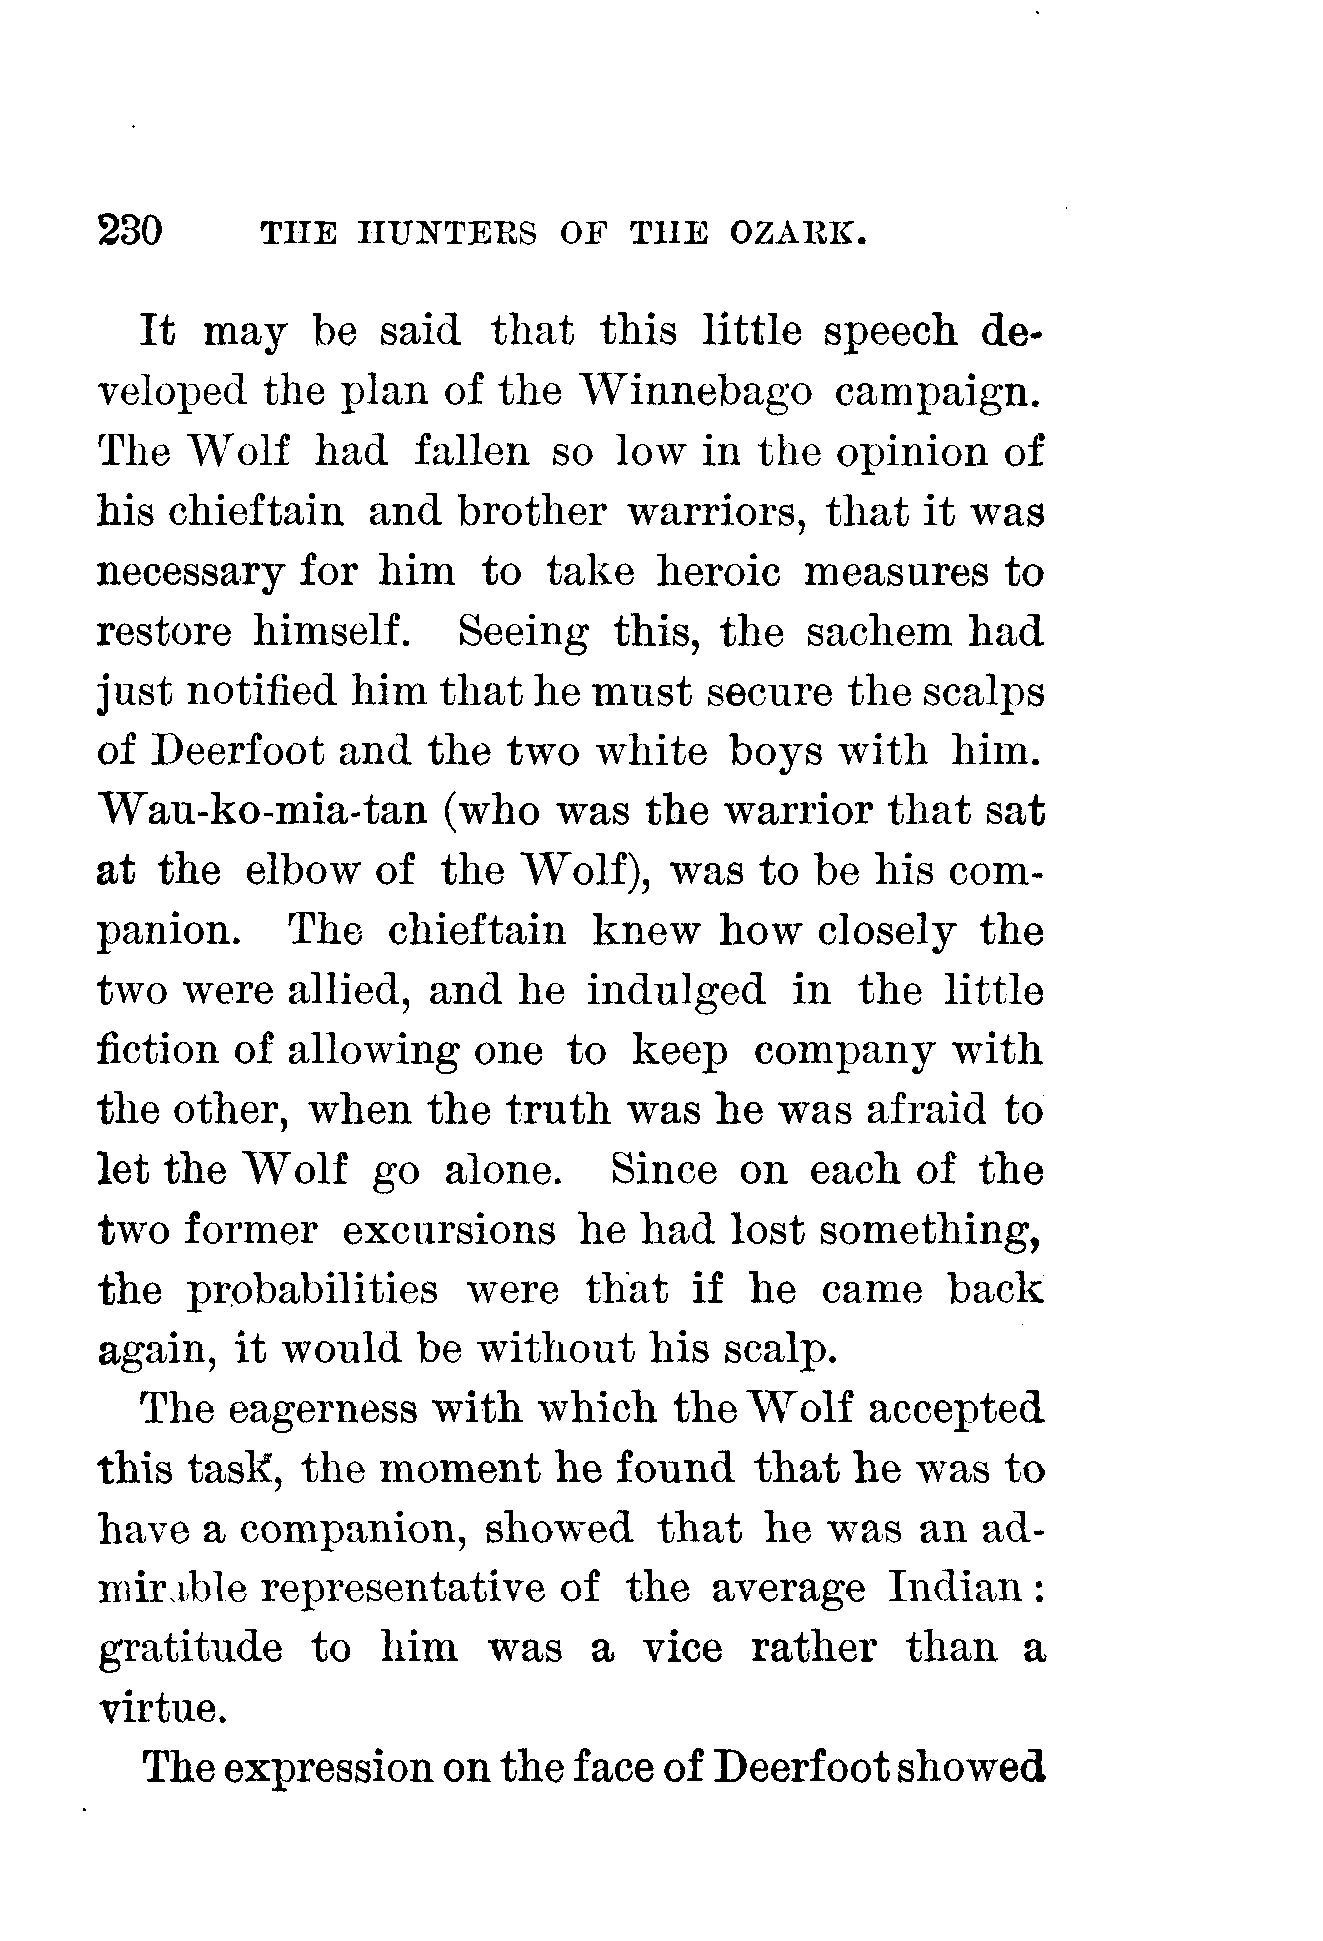 230 THE HUNTERS OF THE OZARK.
It may be said that this little speech de-
veloped the plan of the Winnebago campaign.
The Wolf had fallen so low in the opinion of
his chieftain and brother warriors, that it was
necessary for him to take heroic measures to
restore himself. Seeing this, the sachem had
just notified him that he must secure the scalps
of Deerfoot and the two white boys with him.
Wau-ko-mia-tan (who was the warrior that sat
at the elbow of the Wolf), was to be his com-
panion. The chieftain knew how closely the
two were allied, and he indulged in the little
fiction of allowing one to keep company with
the other, when the truth was he was afraid to
let the Wolf go alone. Since on each of the
two former excursions he had lost something,
the probabilities were that if he came back
again, it would be without his scalp.
The eagerness with which the Wolf accepted
this task, the moment he found that he was to
have a companion, showed that he was an ad-
mirable representative of the average Indian:
gratitude to him was a vice rather than a
virtue.
The expression on the face of Deerfoot showed